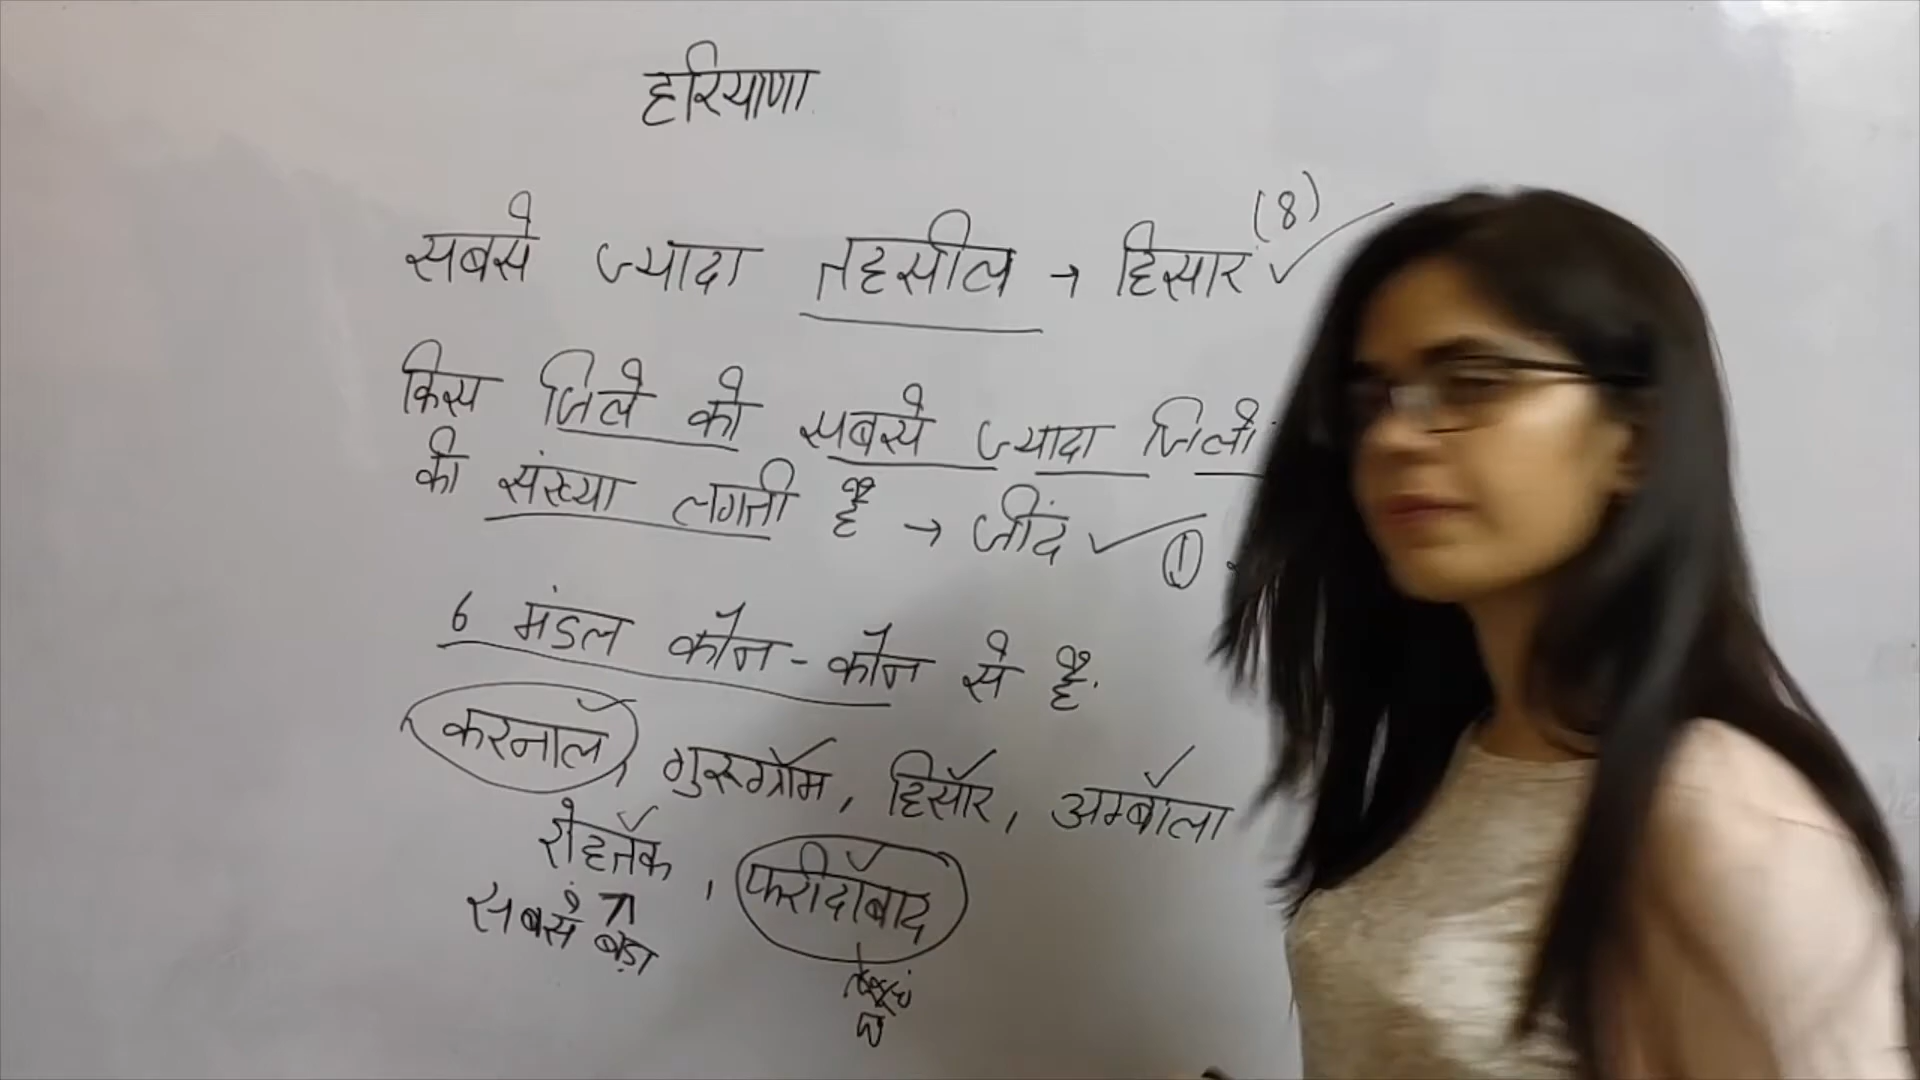 हरियाणा
सबसे ज्यादा तहसील → हिसार (8) ✓
किस जिले को सबसे ज्यादा जिलों
की संख्या लगती है → जींद ✓ ①
6 मंडल कौन-कौन से है.
करनाल, गुरुग्राम, हिसार, अम्बाला
रोहतक, फरीदाबाद
सबसे बड़ा